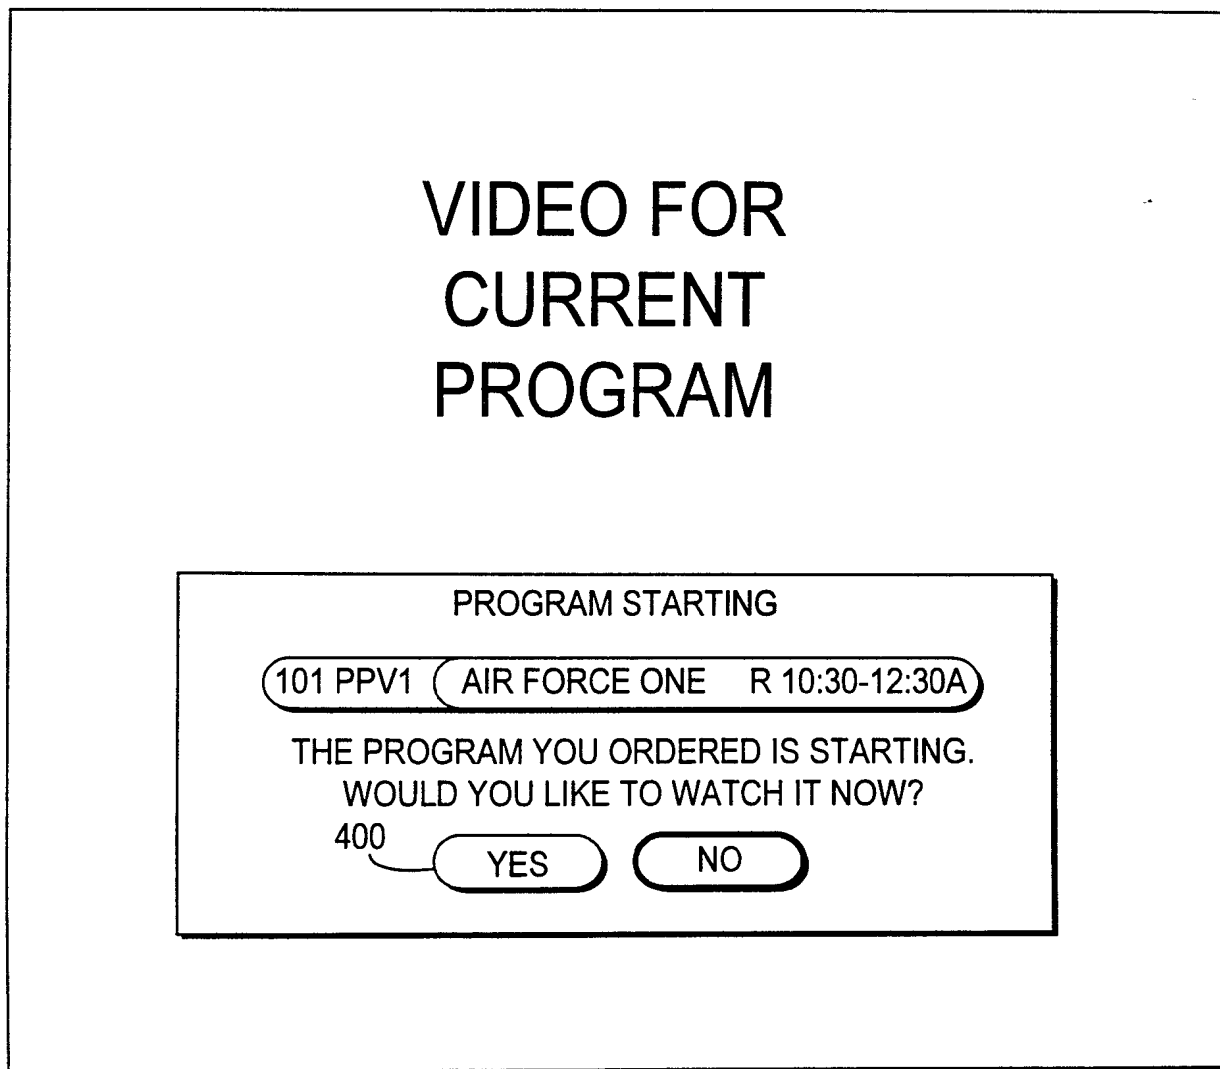 VIDEO FOR
CURRENT
PROGRAM
PROGRAM STARTING
101 PPV1 AIR FORCE ONE R 10:30-12:30A
THE PROGRAM YOU ORDERED IS STARTING.
WOULD YOU LIKE TO WATCH IT NOW?
400
YES NO